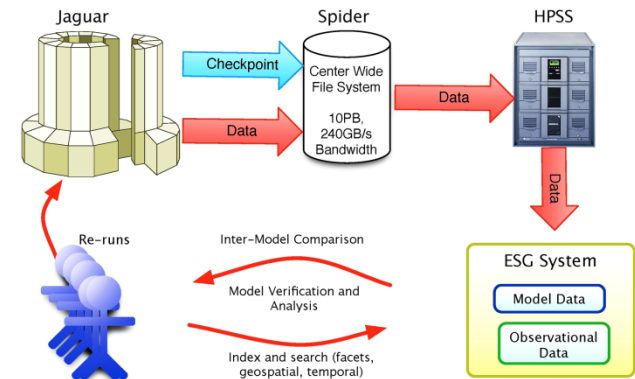 Jaguar
Spider
HPSS
Checkpoint
Data
Center Wide
File System
10PB,
240GB/s
Bandwidth
Data
Data
Re-runs
Inter-Model Comparison
Model Verification and
Analysis
Index and search (facets,
geospatial, temporal)
ESG System
Model Data
Observational
Data